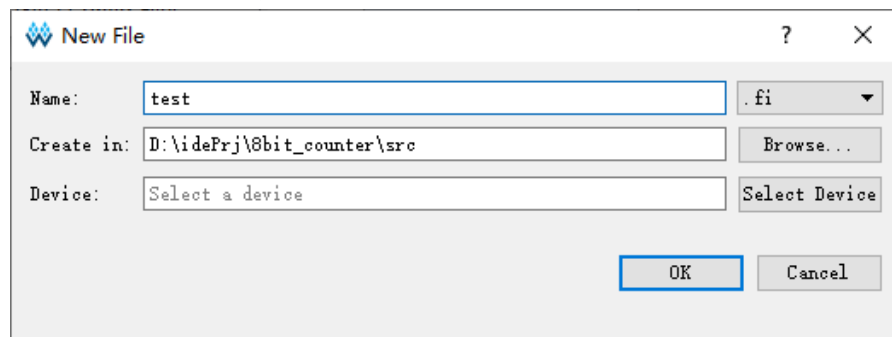 New File
Name: test .fi
Create in: D:\idePrj\8bit_counter\src Browse...
Device: Select a device Select Device
OK Cancel